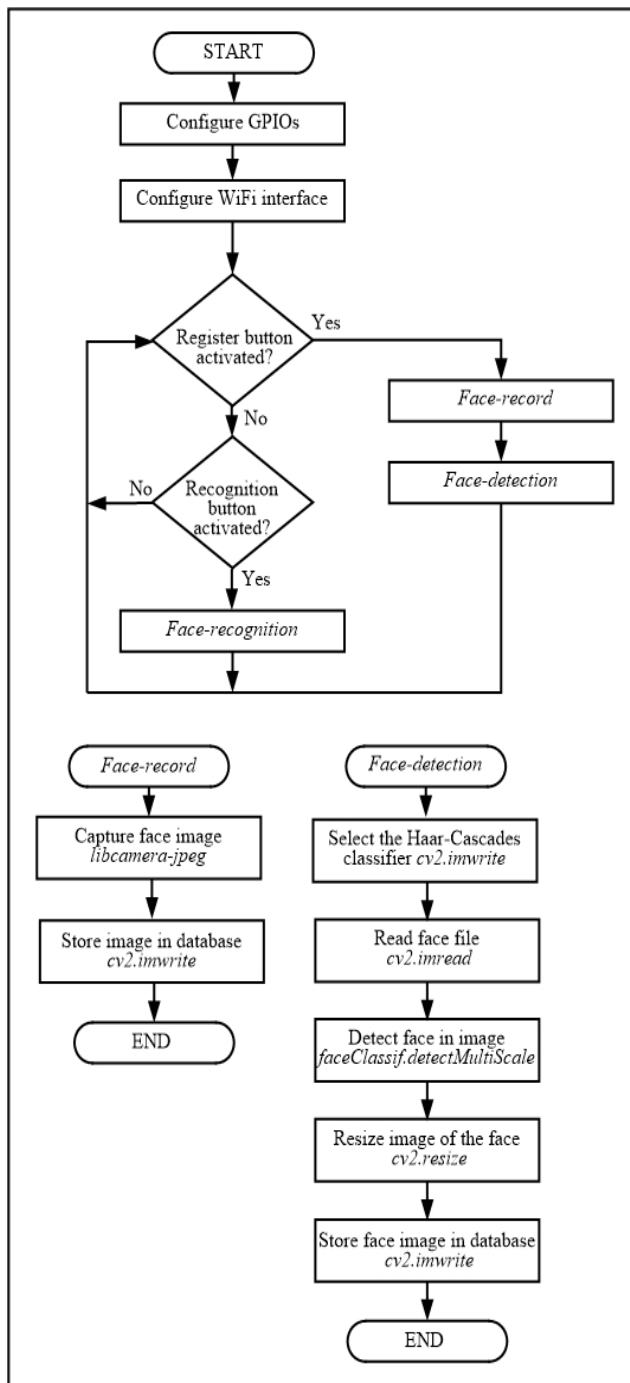 START
Configure GPIOs
Configure WiFi interface
Register button
activated?
Yes
No
Face-record
Face-detection
Recognition
button
activated?
No
Yes
Face-recognition
Face-record
Capture face image
libcamera-jpeg
Store image in database
cv2.imwrite
END
Face-detection
Select the Haar-Cascades
classifier cv2.imwrite
Read face file
cv2.imread
Detect face in image
faceClassif.detectMultiScale
Resize image of the face
cv2.resize
Store face image in database
cv2.imwrite
END